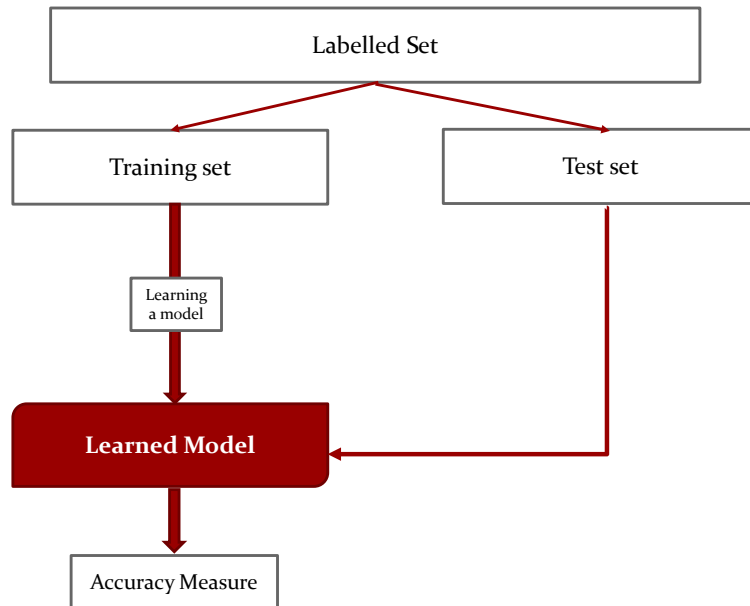 Labelled Set
Training set
Test set
Learning
a model
Learned Model
Accuracy Measure